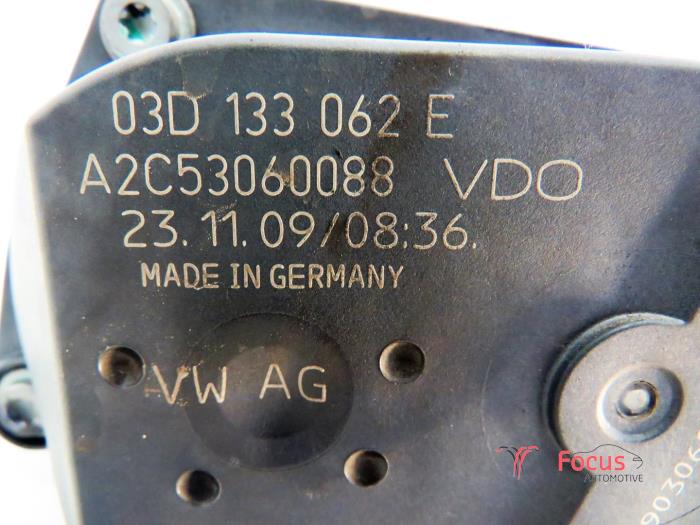 03D 133 062 E
A2C53060088 VDO
23.11.09/08:36.
MADE IN GERMANY
VW AG
Focus
AUTOMOTIVE